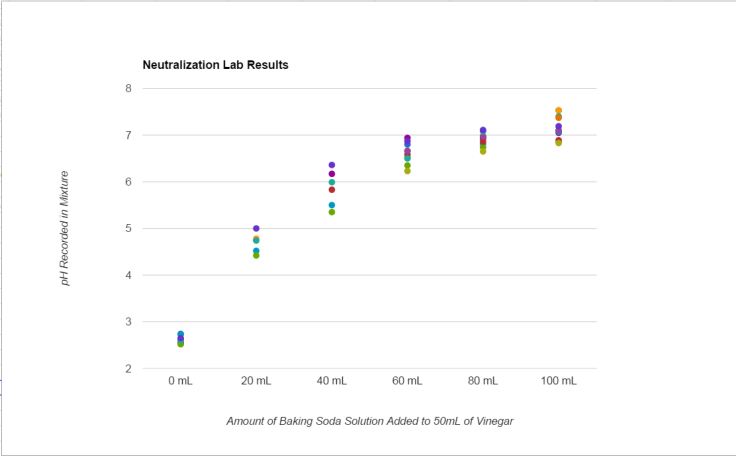 Neutralization Lab Results
8
7
6
5
4
3
2
pH Recorded in Mixture
0 mL 20 mL 40 mL 60 mL 80 mL 100 mL
Amount of Baking Soda Solution Added to 50mL of Vinegar